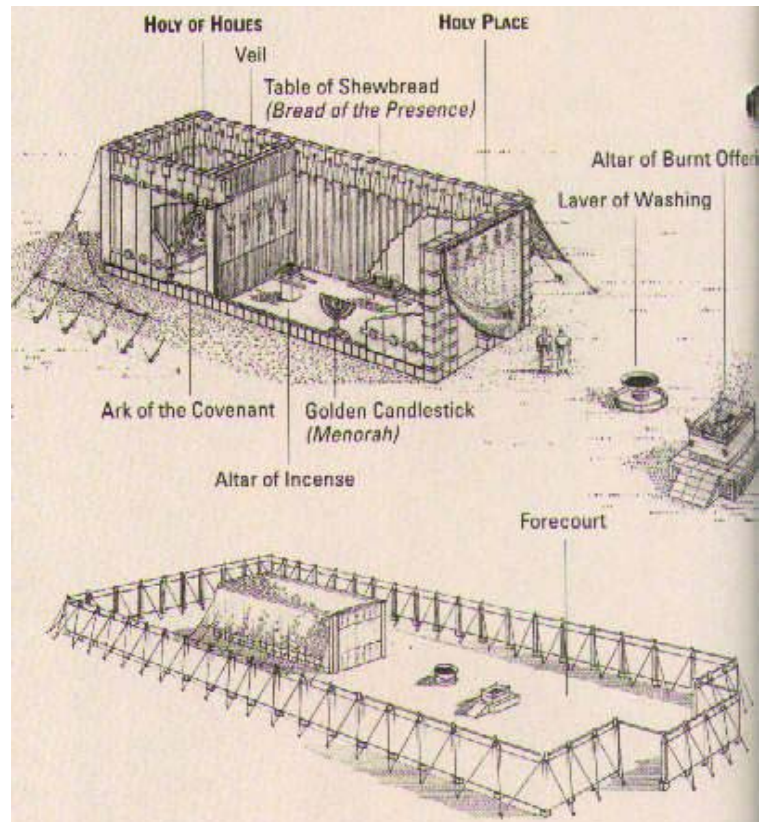 HOLY OF HOLIES
HOLY PLACE
Veil
Table of Shewbread
(Bread of the Presence)
Altar of Burnt Offeri
Laver of Washing
Ark of the Covenant
Golden Candlestick
(Menorah)
Altar of Incense
Forecourt